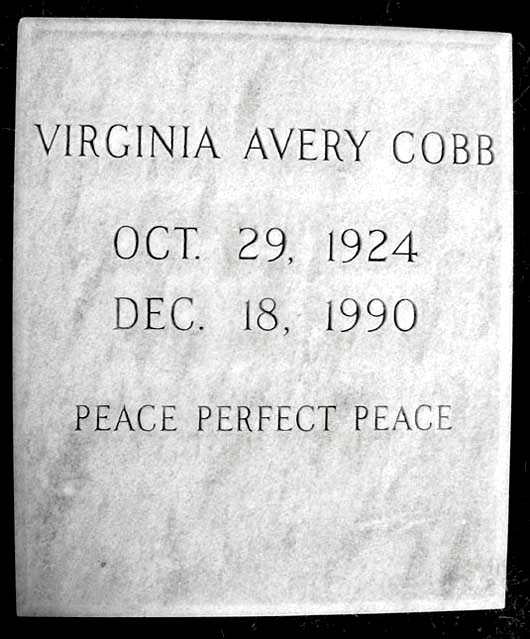 VIRGINIA AVERY COBB
OCT. 29, 1924
DEC. 18, 1990
PEACE PERFECT PEACE